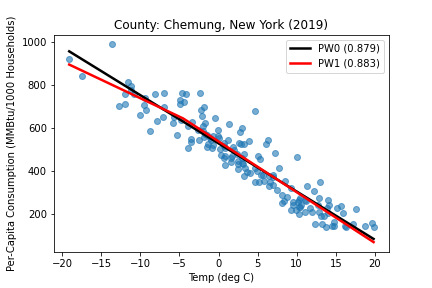 County: Chemung, New York (2019)
Per-Capita Consumption (MMBtu/1000 Households)
1000
800
600
400
200
PW0 (0.879)
PW1 (0.883)
−20 −15 −10 −5 0 5 10 15 20
Temp (deg C)